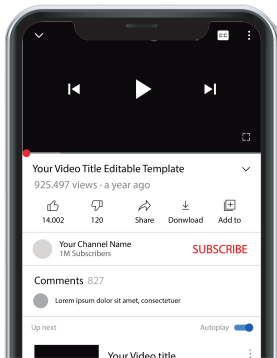 CC
Your Video Title Editable Template
925.497 views · a year ago
14.002 120 Share Donwload Add to
Your Channel Name
1M Subscribers
SUBSCRIBE
Comments 827
Lorem ipsum dolor sit amet, consectetuer
Up next Autoplay
Your Video title